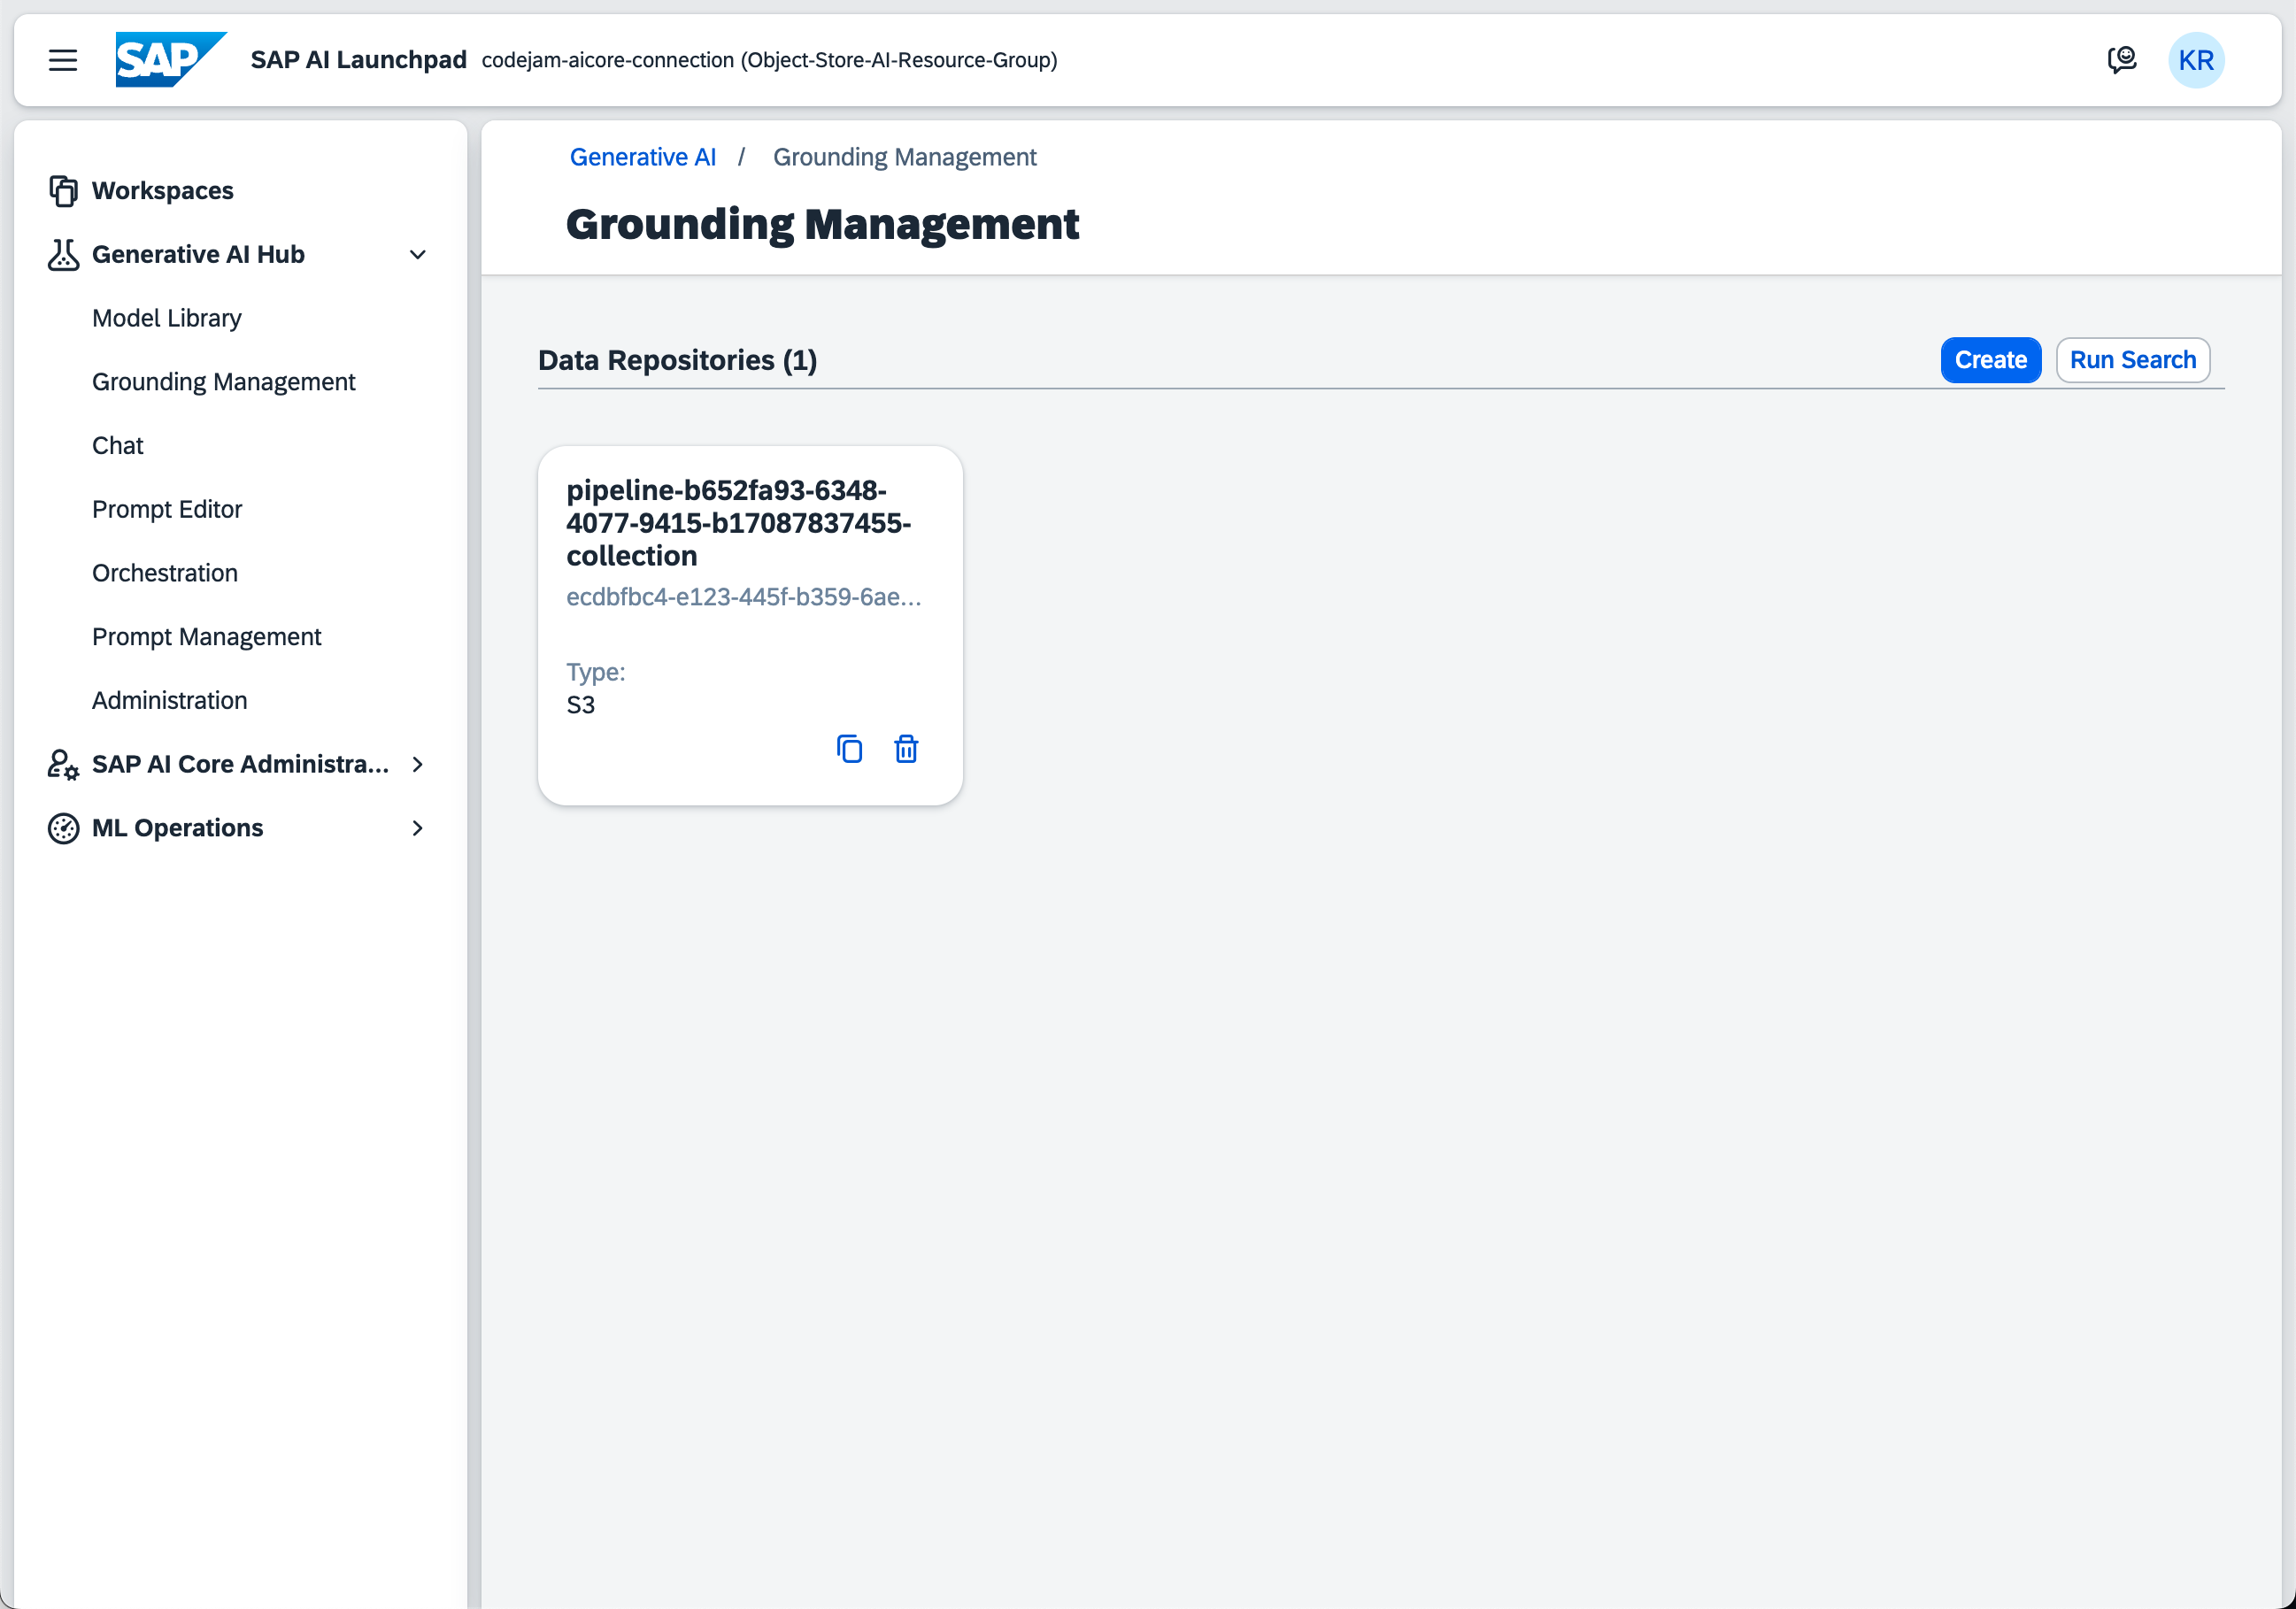 SAP
SAP AI Launchpad codejam-aicore-connection (Object-Store-AI-Resource-Group)
KR
Workspaces
Generative AI Hub
Model Library
Grounding Management
Chat
Prompt Editor
Orchestration
Prompt Management
Administration
SAP AI Core Administra...
ML Operations
Generative AI / Grounding Management
Grounding Management
Data Repositories (1)
Create
Run Search
pipeline-b652fa93-6348-
4077-9415-b17087837455-
collection
ecdbfbc4-e123-445f-b359-6ae...
Type:
S3